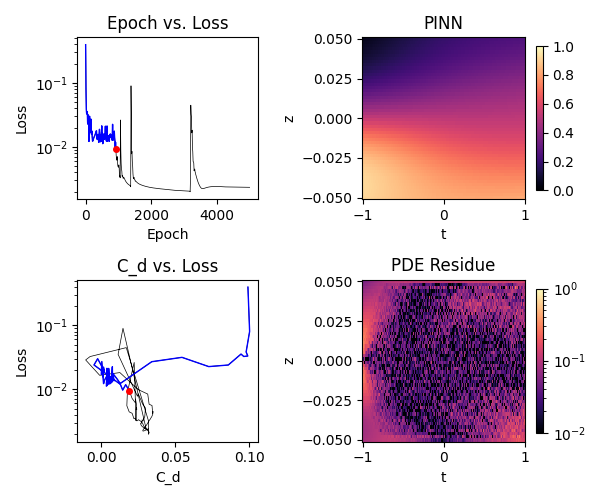 Epoch vs. Loss
Loss
10⁻¹
10⁻²
0
2000
4000
Epoch
PINN
z
0.050
0.025
0.000
−0.025
−0.050
−1
0
1
t
1.0
0.8
0.6
0.4
0.2
0.0
C_d vs. Loss
Loss
10⁻¹
10⁻²
0.00
0.05
0.10
C_d
PDE Residue
z
0.050
0.025
0.000
−0.025
−0.050
−1
0
1
t
10⁰
10⁻¹
10⁻²